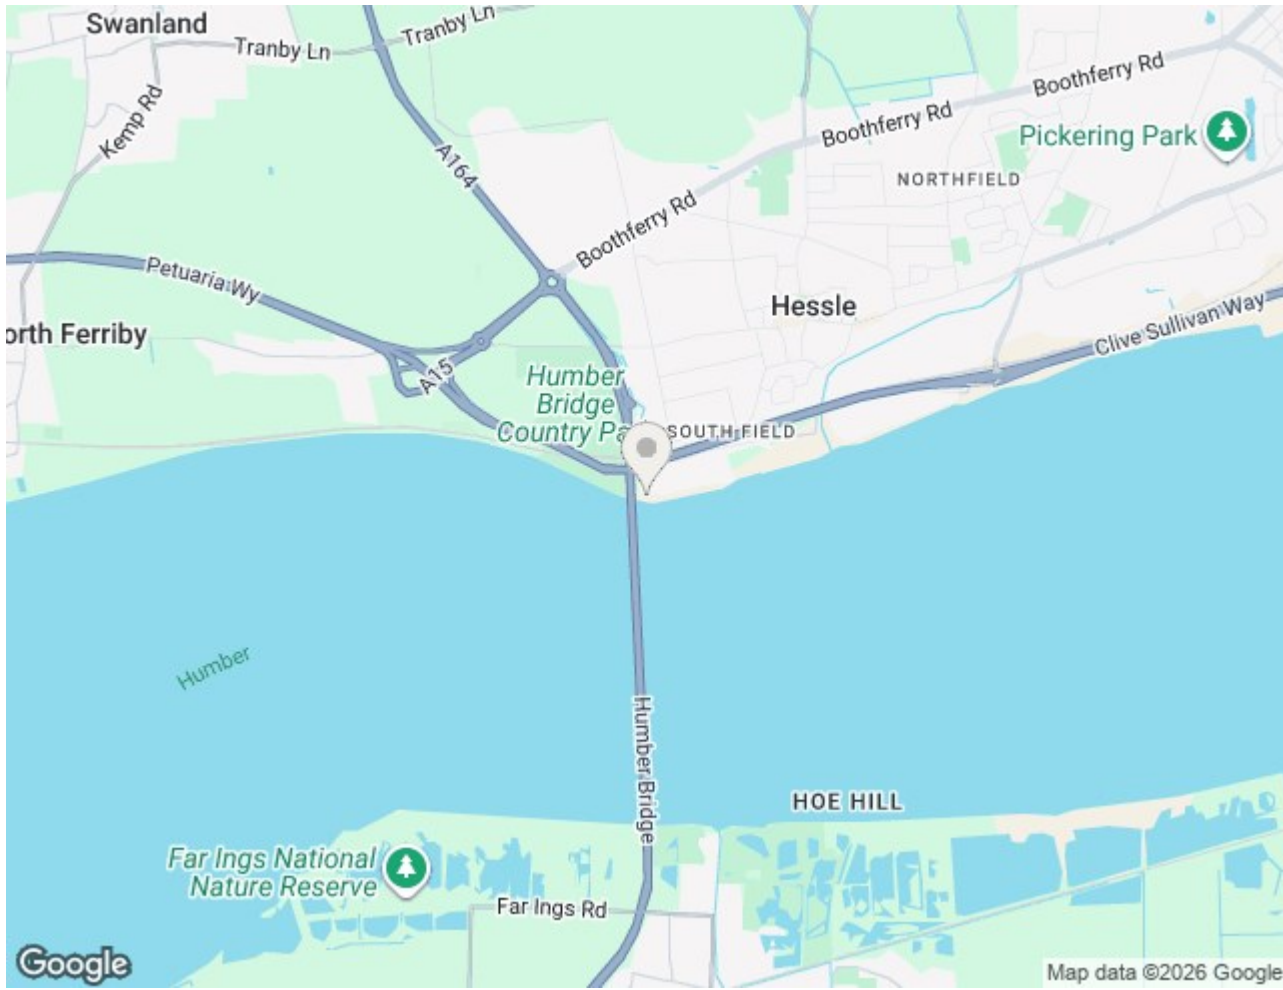 Swanland
Tranby Ln
Tranby Ln
Kemp Rd
A164
Boothferry Rd
Boothferry Rd
Boothferry Rd
Pickering Park
NORTHFIELD
Petuaria Wy
orth Ferriby
Hessle
Clive Sullivan Way
A15
Humber
Bridge
Country Pa
SOUTH FIELD
Humber
Humber Bridge
HOE HILL
Far Ings National
Nature Reserve
Far Ings Rd
Google
Map data ©2026 Google